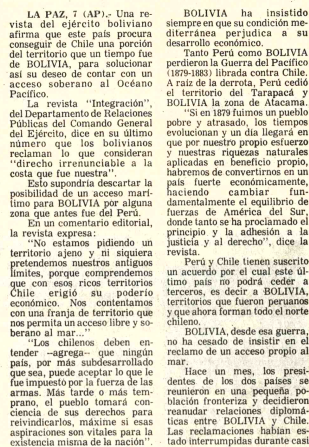 LA PAZ, 7 (AP).- Una re-
vista del ejército boliviano
afirma que este país procura
conseguir de Chile una porción
del territorio que un tiempo fue
de BOLIVIA, para solucionar
así su deseo de contar con un
acceso soberano al Océano
Pacífico.
La revista "Integración",
del Departamento de Relaciones
Públicas del Comando General
del Ejército, dice en su último
número que los bolivianos
reclaman lo que consideran
"direcho irrenunciable a la
costa que fue nuestra".
Esto supondría descartar la
posibilidad de un acceso marí-
timo para BOLIVIA por alguna
zona que antes fue del Perú.
En un comentario editorial,
la revista expresa:
"No estamos pidiendo un
territorio ajeno y ni siquiera
pretendemos nuestros antiguos
límites, porque comprendemos
que con esos ricos territorios
Chile erigió su poderío
económico. Nos contentamos
con una franja de territorio que
nos permita un acceso libre y so-
berano al mar..."
"Los chilenos deben en-
tender --agrega-- que ningún
país, por más subdesarrollado
que sea, puede aceptar lo que le
fue impuesto por la fuerza de las
armas. Más tarde o más tem-
prano, el pueblo tomará con-
ciencia de sus derechos para
reivindicarlos, máxime si esas
aspiraciones son vitales para la
existencia misma de la nación".
BOLIVIA ha insistido
siempre en que su condición me-
diterránea perjudica a su
desarrollo económico.
Tanto Perú como BOLIVIA
perdieron la Guerra del Pacífico
(1879-1883) librada contra Chile.
A raíz de la derrota, Perú cedió
el territorio del Tarapacá y
BOLIVIA la zona de Atacama.
"Si en 1879 fuimos un pueblo
pobre y atrasado, los tiempos
evolucionan y un día llegará en
que por nuestro propio esfuerzo
y nuestras riquezas naturales
aplicadas en beneficio propio,
habremos de convertirnos en un
país fuerte económicamente,
haciendo cambiar fun-
damentalmente el equilibrio de
fuerzas de América del Sur,
donde tanto se ha proclamado el
principio y la adhesión a la
justicia y al derecho", dice la
revista.
Perú y Chile tienen suscrito
un acuerdo por el cual este úl-
timo país no podrá ceder a
terceros, es decir a BOLIVIA,
territorios que fueron peruanos
y que ahora forman todo el norte
chileno.
BOLIVIA, desde esa guerra,
no ha cesado de insistir en el
reclamo de un acceso propio al
mar.
Hace un mes, los presi-
dentes de los dos países se
reunieron en una pequeña po-
blación fronteriza y decidieron
reanudar relaciones diplomá-
ticas entre BOLIVIA y Chile.
Las reclamaciones habían es-
tado interrumpidas durante casi